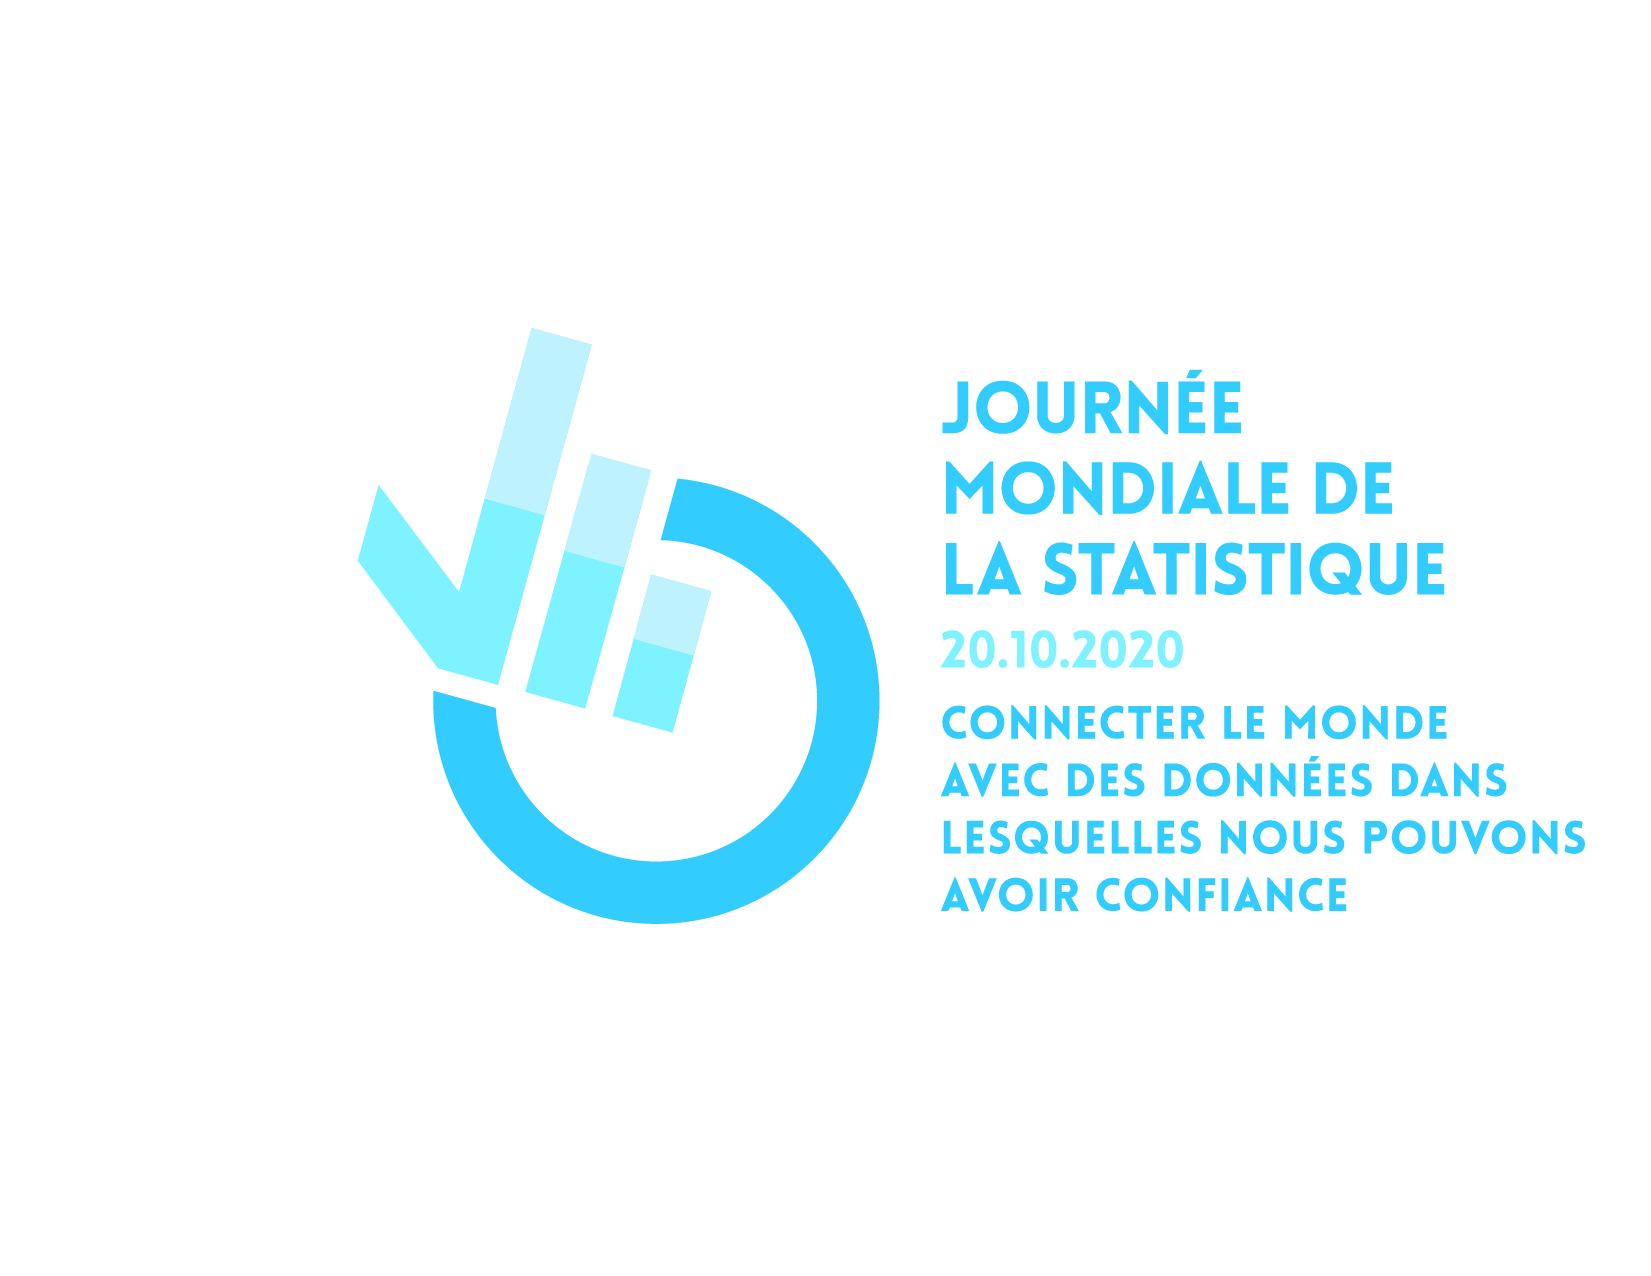 JOURNÉE
MONDIALE DE
LA STATISTIQUE
20.10.2020
CONNECTER LE MONDE
AVEC DES DONNÉES DANS
LESQUELLES NOUS POUVONS
AVOIR CONFIANCE